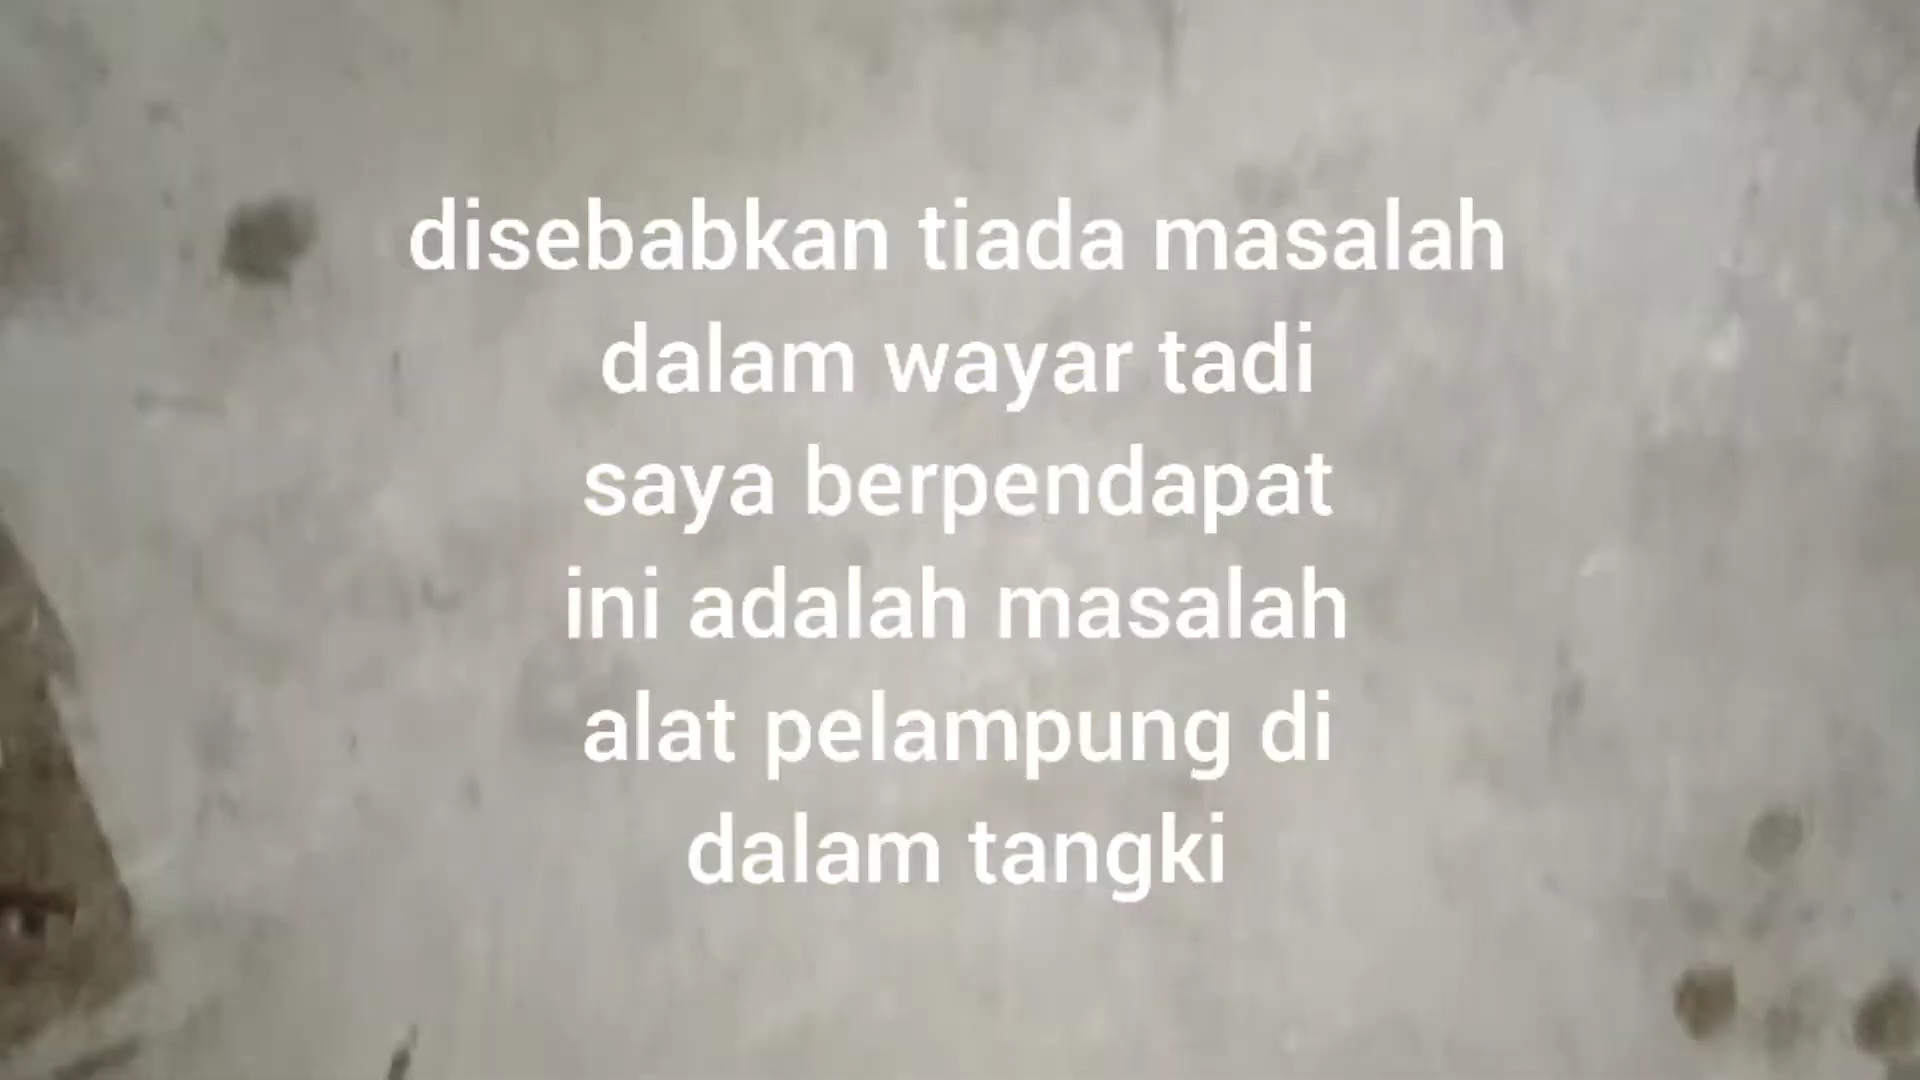 disebabkan tiada masalah
dalam wayar tadi
saya berpendapat
ini adalah masalah
alat pelampung di
dalam tangki